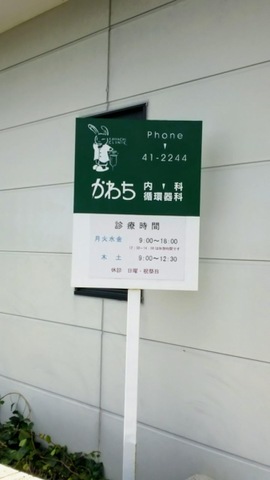 Phone
41-2244
かわち 内・科
循環器科
診療時間
月火水金 9:00〜18:00
木 土 9:00〜12:30
休診 日曜・祝祭日